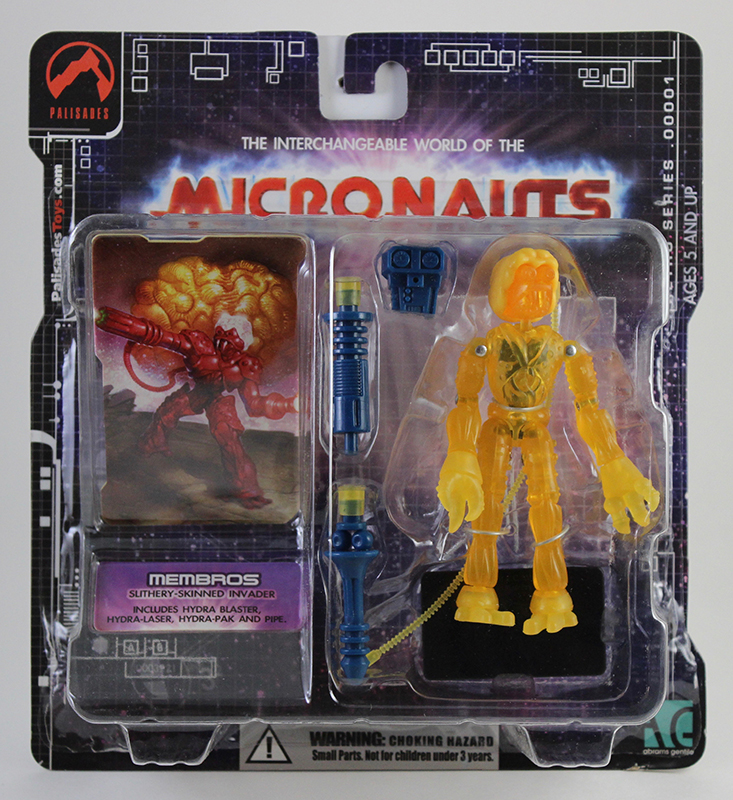 PALISADES
PalisadesToys.com
THE INTERCHANGEABLE WORLD OF THE
MICRONAUTS
SERIES .00001
AGES 5 AND UP
MEMBROS
SLITHERY-SKINNED INVADER
INCLUDES HYDRA BLASTER,
HYDRA-LASER, HYDRA-PAK AND PIPE.
A B
WARNING: CHOKING HAZARD
Small Parts. Not for children under 3 years.
abrams gentile